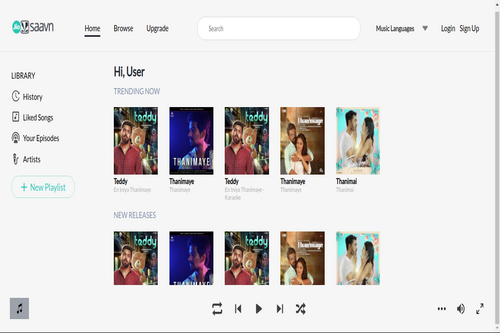 Jio saavn
Home
Browse
Upgrade
Search
Music Languages
Login
Sign Up
LIBRARY
History
Liked Songs
Your Episodes
Artists
+ New Playlist
Hi, User
TRENDING NOW
teddy
THANIMAYE
teddy
Thanimaye
Teddy
En Iniya Thanimaye
Thanimaye
Thanimaye
Teddy
En Iniya Thanimaye -
Karaoke
Thanimaye
Thanimaye
Thanimai
Thanimai
NEW RELEASES
teddy
THANIMAYE
teddy
Thanimaye